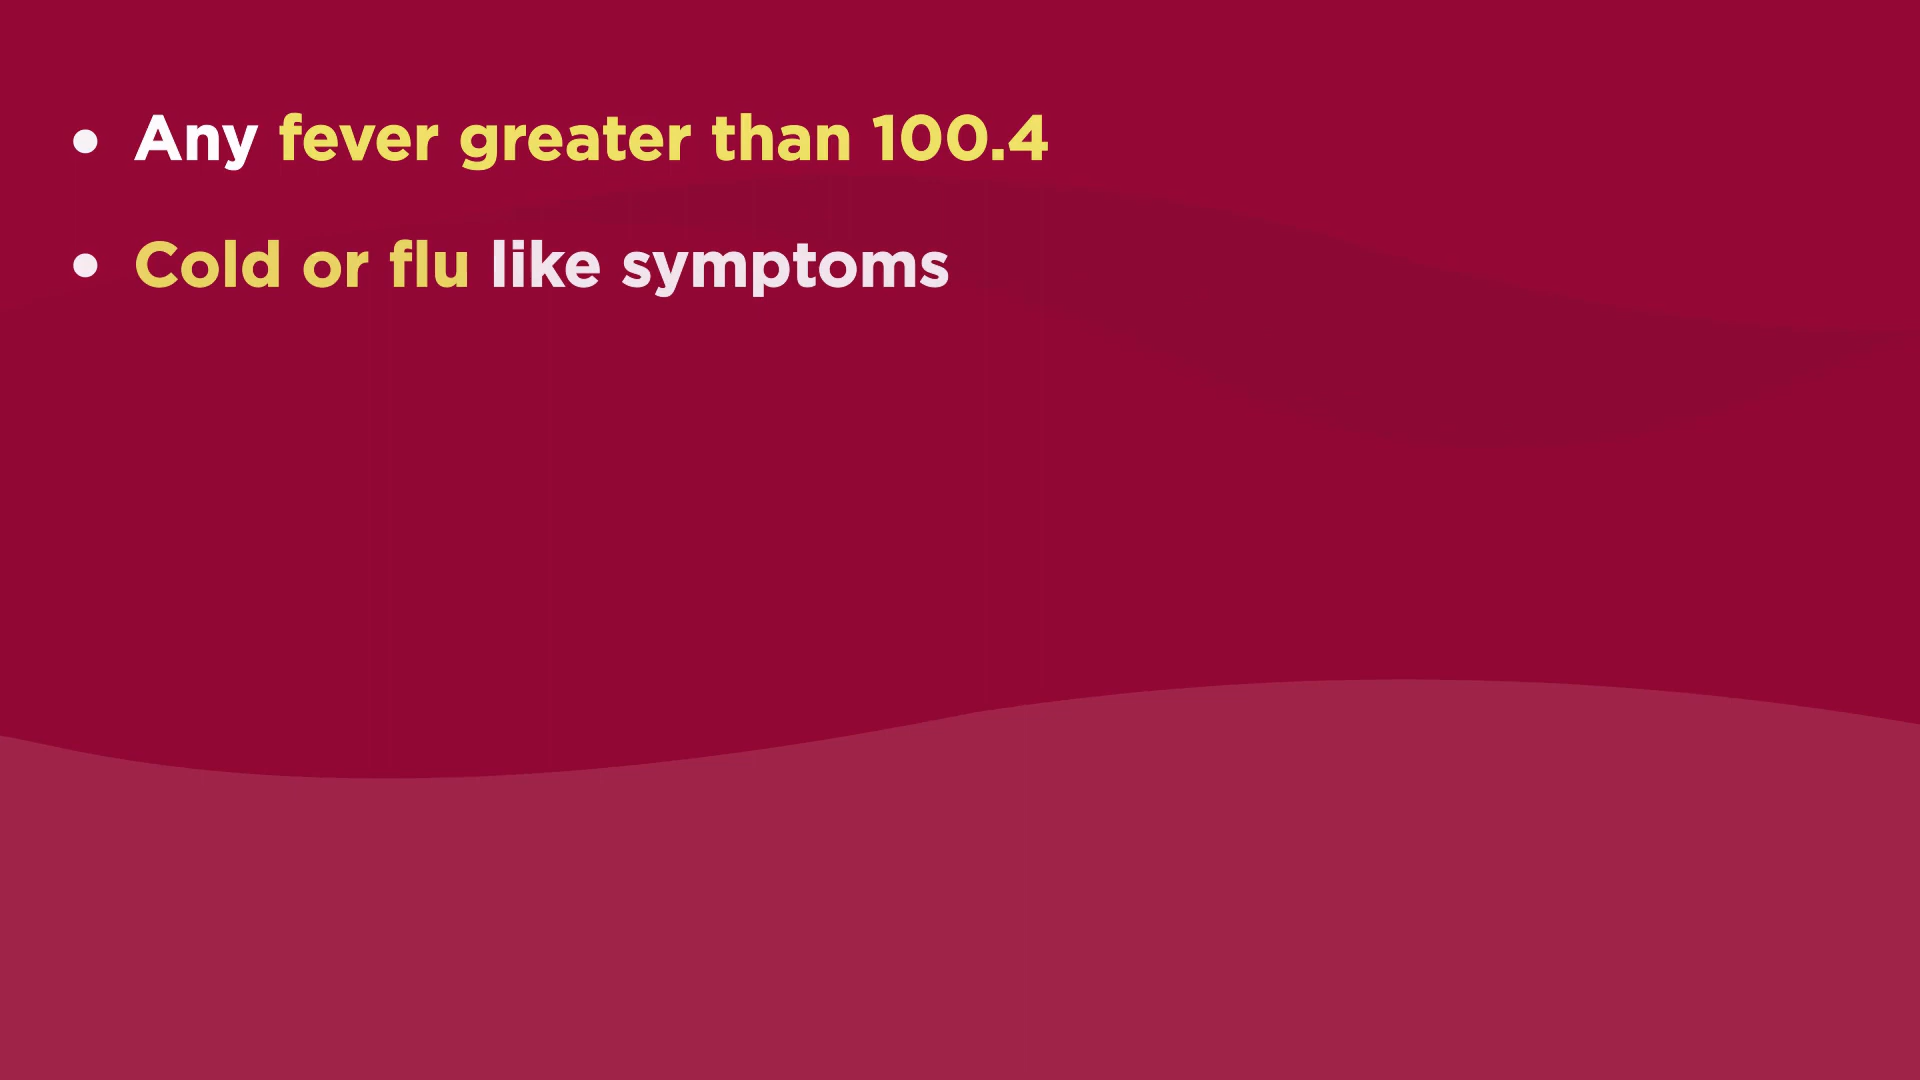 • Any fever greater than 100.4
• Cold or flu like symptoms